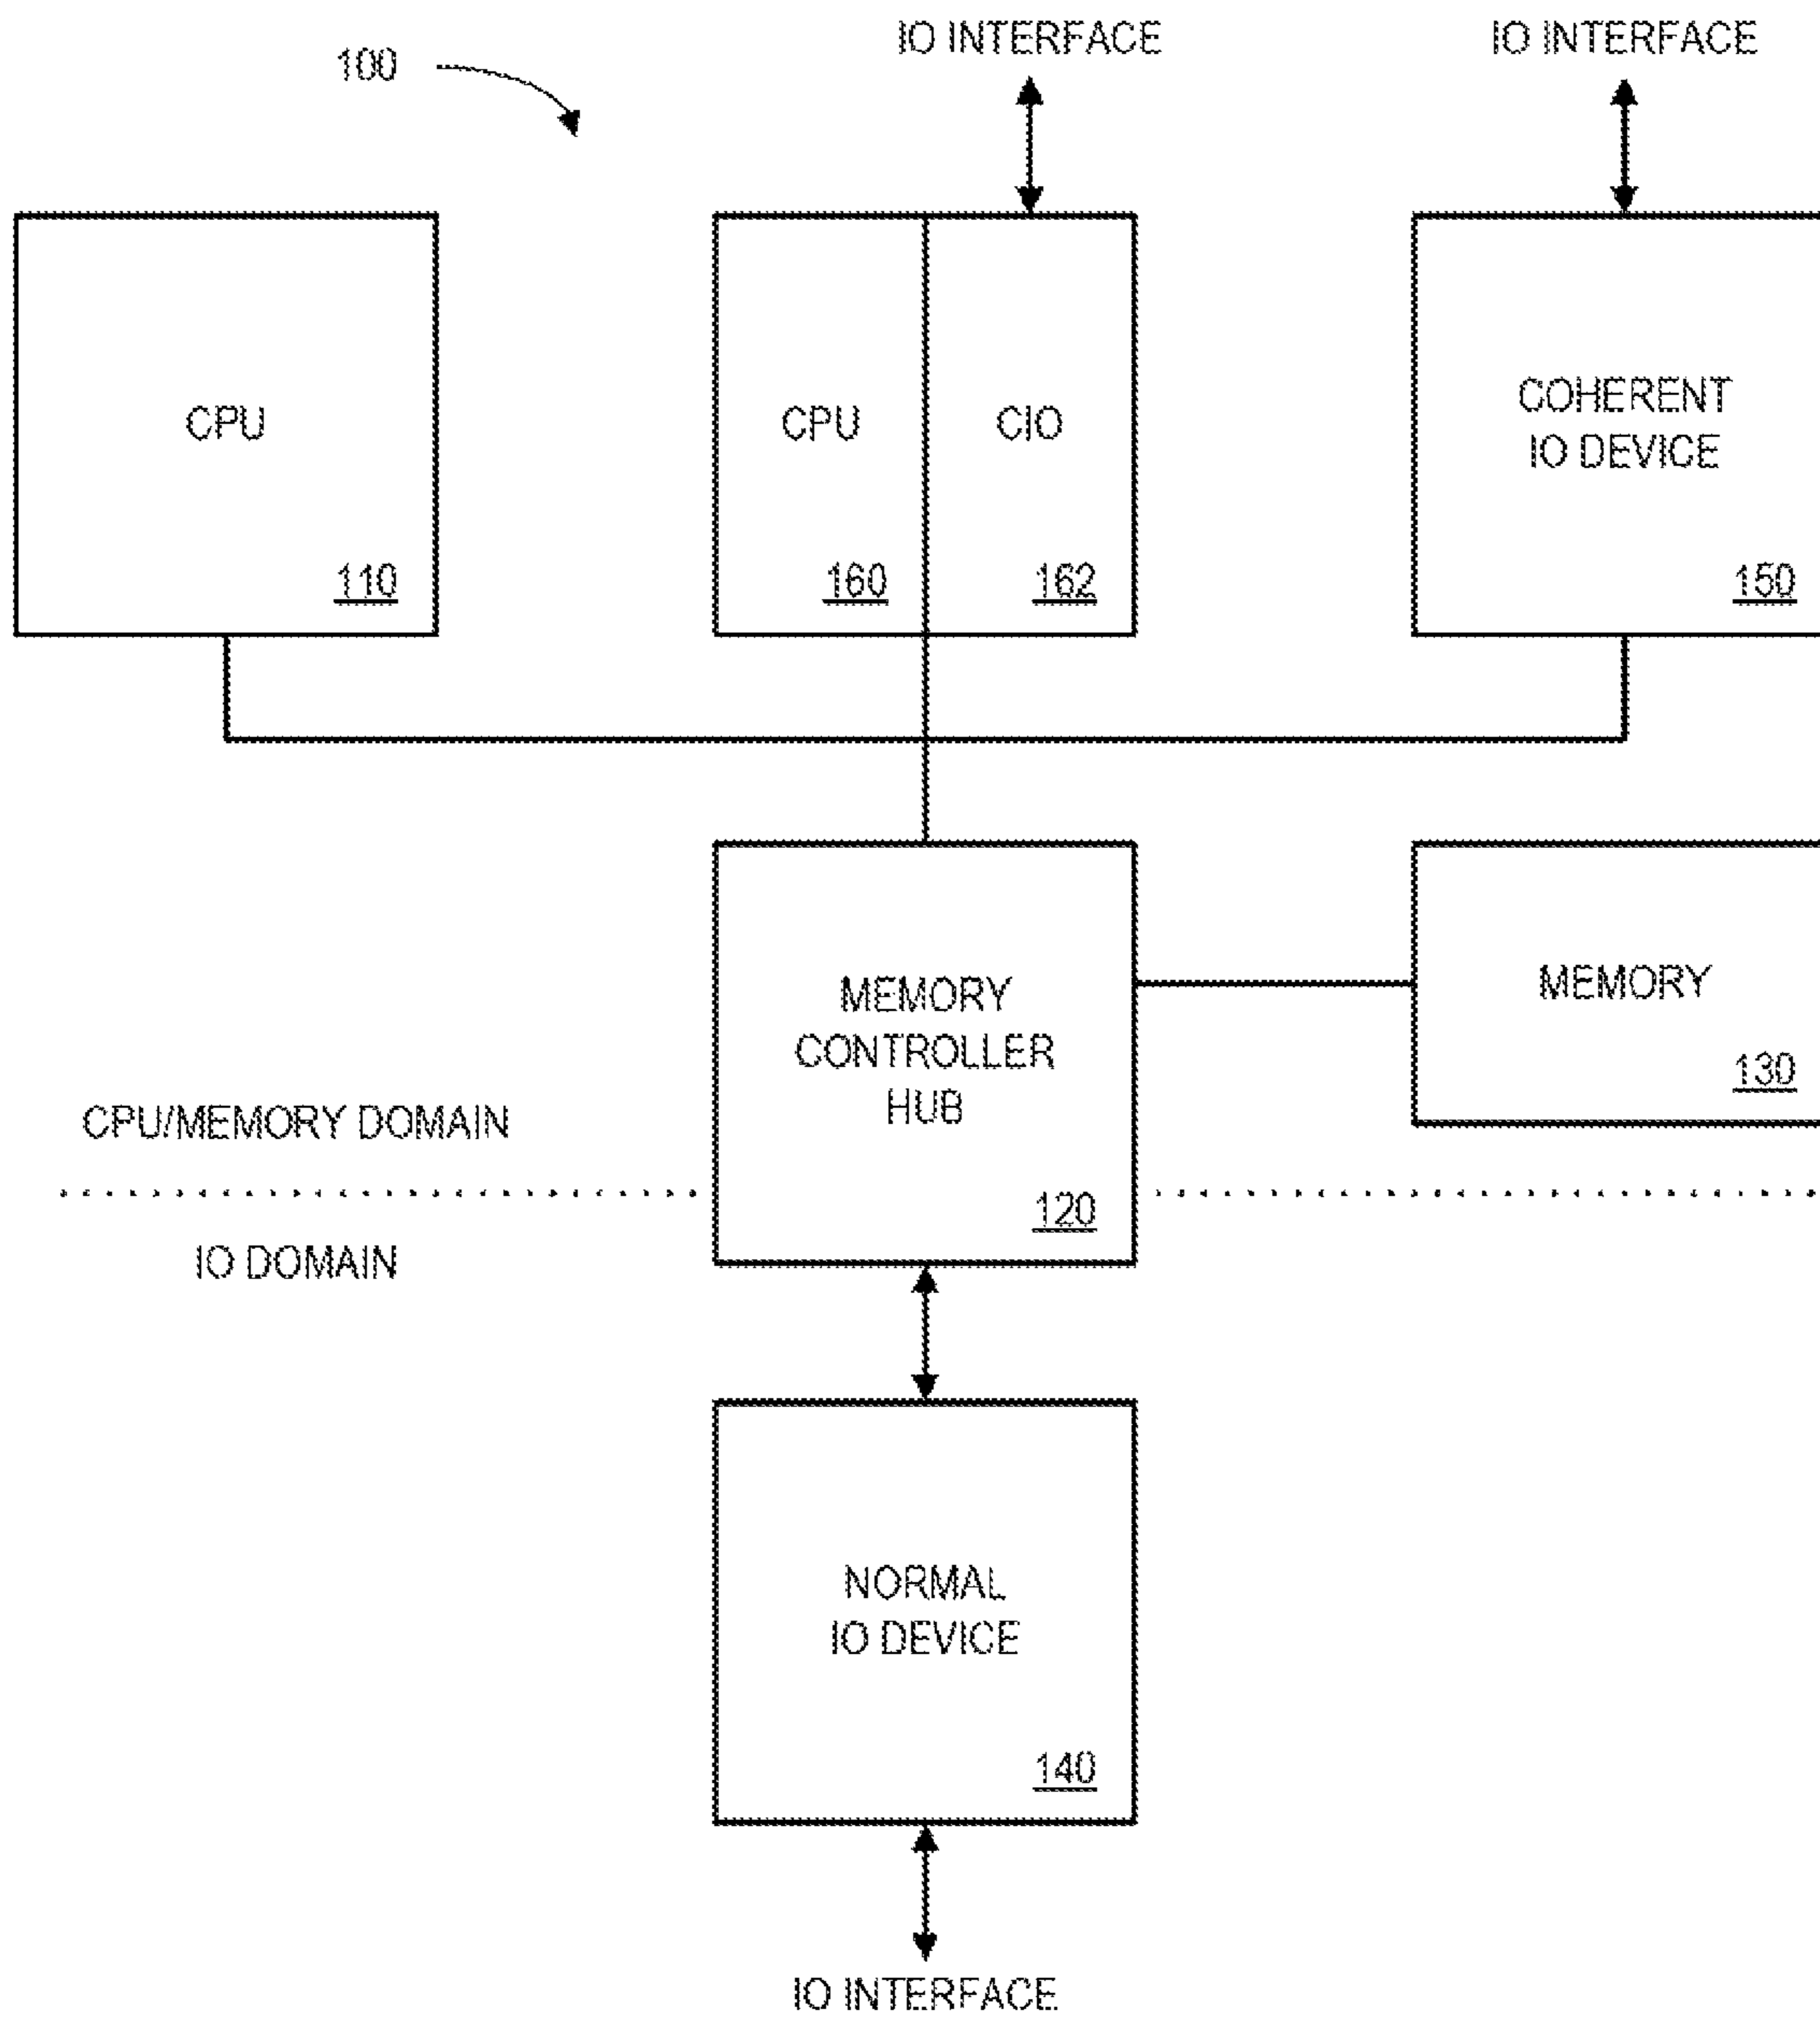 IO INTERFACE
IO INTERFACE
100
CPU
110
CPU
160
CIO
162
COHERENT
IO DEVICE
150
MEMORY
CONTROLLER
HUB
120
MEMORY
130
CPU/MEMORY DOMAIN
IO DOMAIN
NORMAL
IO DEVICE
140
IO INTERFACE